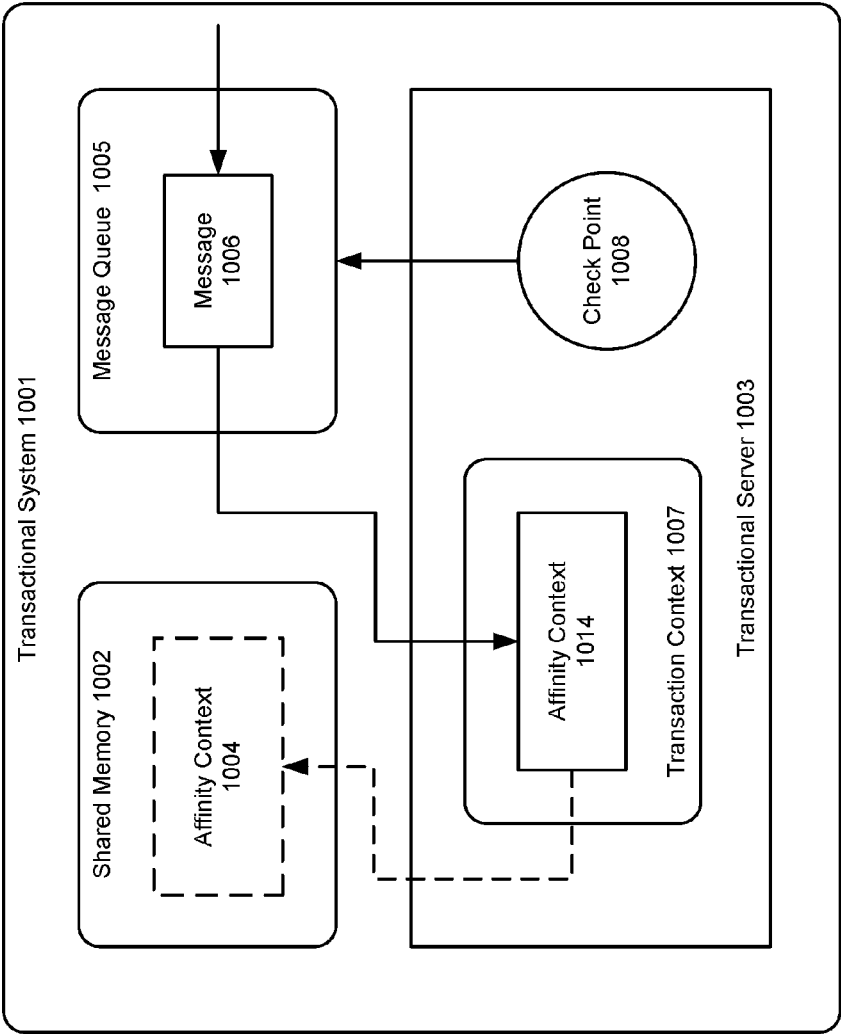 Transactional System 1001
Shared Memory 1002
Affinity Context
1004
Message Queue 1005
Message
1006
Affinity Context
1014
Transaction Context 1007
Check Point
1008
Transactional Server 1003